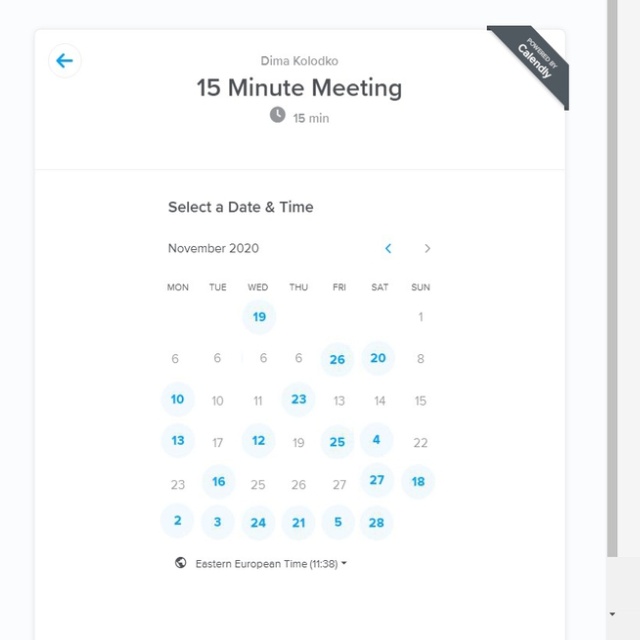 POWERED BY
Calendly
Dima Kolodko
15 Minute Meeting
15 min
Select a Date & Time
November 2020
MON TUE WED THU FRI SAT SUN
19 1
6 6 6 6 26 20 8
10 10 11 23 13 14 15
13 17 12 19 25 4 22
23 16 25 26 27 27 18
2 3 24 21 5 28
Eastern European Time (11:38)